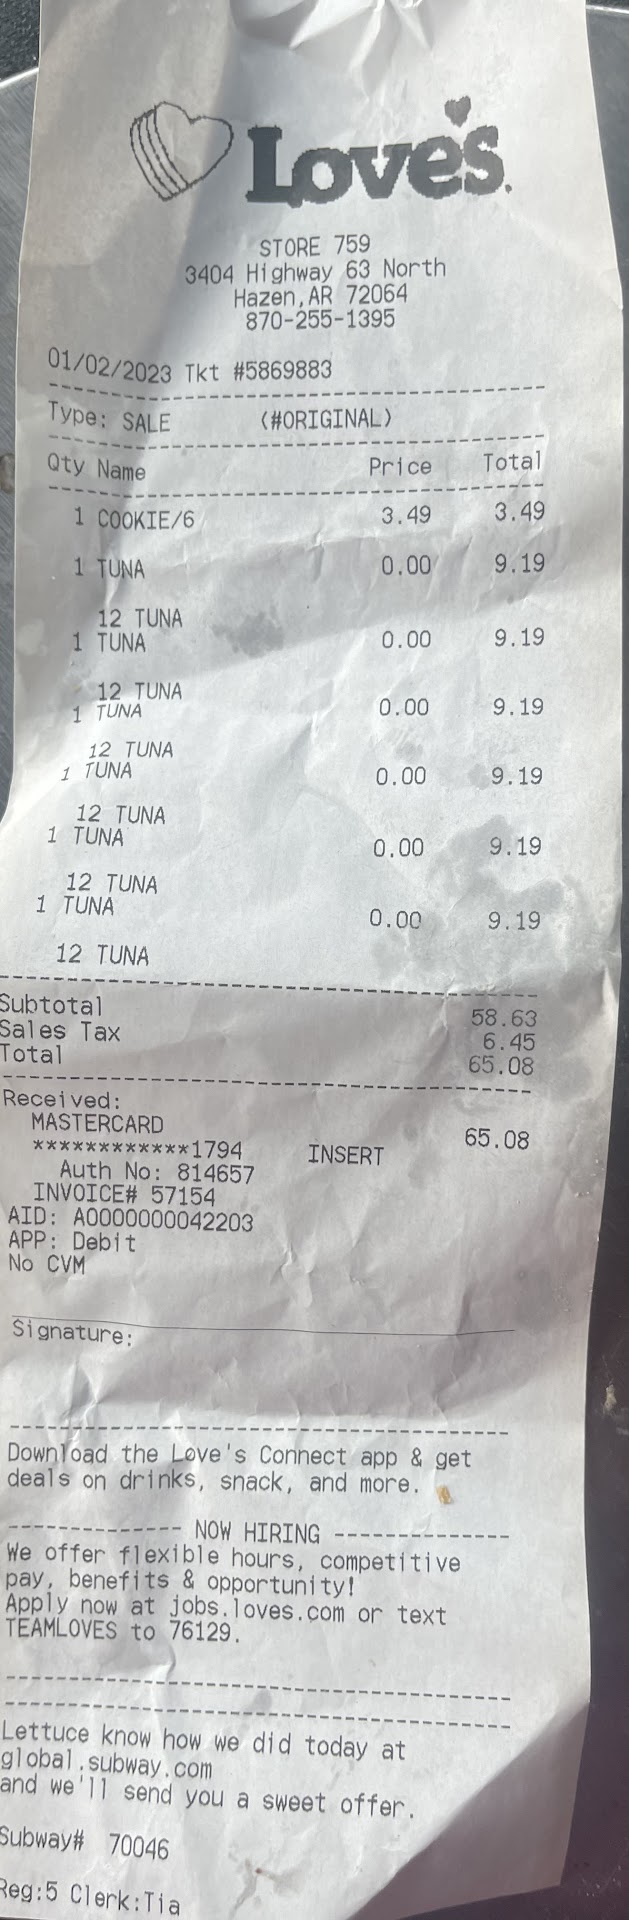 Love's
STORE 759
3404 Highway 63 North
Hazen,AR 72064
870-255-1395
01/02/2023 Tkt #5869883
Type: SALE (#ORIGINAL)
Qty Name Price Total
1 COOKIE/6 3.49 3.49
1 TUNA 0.00 9.19
12 TUNA
1 TUNA 0.00 9.19
12 TUNA
1 TUNA 0.00 9.19
12 TUNA
1 TUNA 0.00 9.19
12 TUNA
1 TUNA 0.00 9.19
12 TUNA
1 TUNA 0.00 9.19
12 TUNA
Subtotal 58.63
Sales Tax 6.45
Total 65.08
Received:
MASTERCARD 65.08
************1794 INSERT
Auth No: 814657
INVOICE# 57154
AID: A0000000042203
APP: Debit
No CVM
Signature:
Download the Love's Connect app & get
deals on drinks, snack, and more.
------------- NOW HIRING -------------
We offer flexible hours, competitive
pay, benefits & opportunity!
Apply now at jobs.loves.com or text
TEAMLOVES to 76129.
Lettuce know how we did today at
global.subway.com
and we'll send you a sweet offer.
Subway# 70046
Reg:5 Clerk:Tia